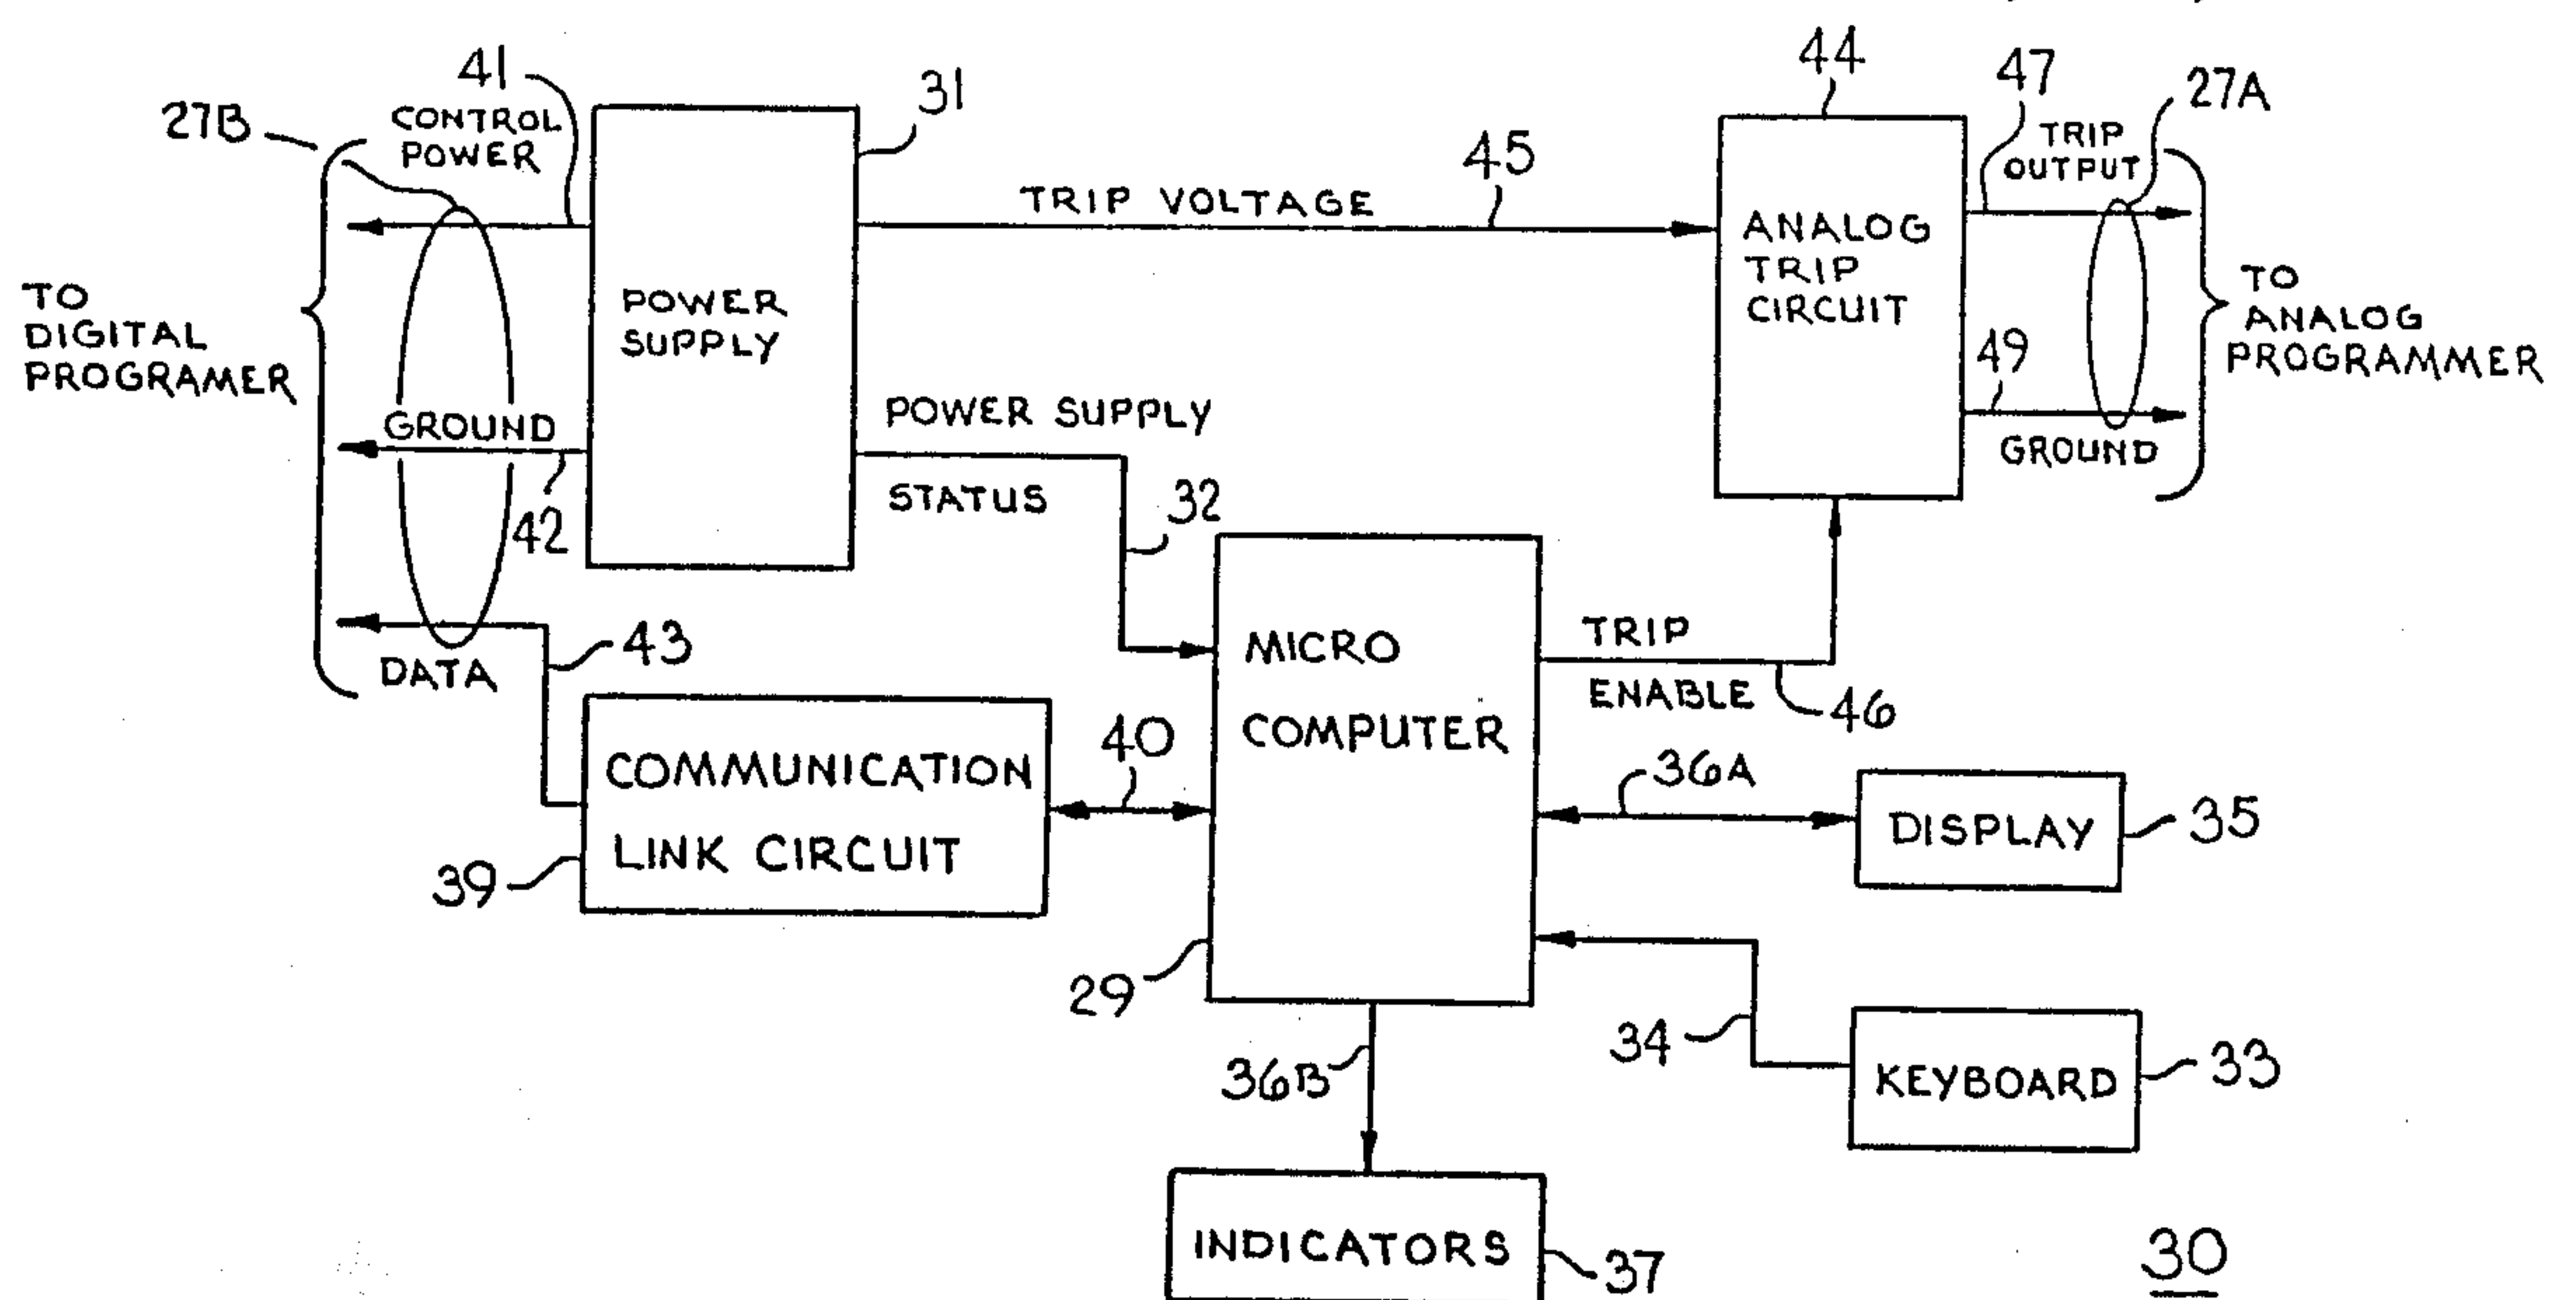 41
27B
CONTROL
POWER
31
44
47
27A
TRIP
OUTPUT
45
TRIP VOLTAGE
ANALOG
TRIP
CIRCUIT
TO
DIGITAL
PROGRAMER
POWER
SUPPLY
TO
ANALOG
PROGRAMMER
49
GROUND
GROUND
POWER SUPPLY
STATUS
42
32
43
DATA
MICRO
COMPUTER
TRIP
ENABLE
46
COMMUNICATION
LINK CIRCUIT
40
36A
DISPLAY
35
39
29
34
KEYBOARD
33
36B
INDICATORS
37
30